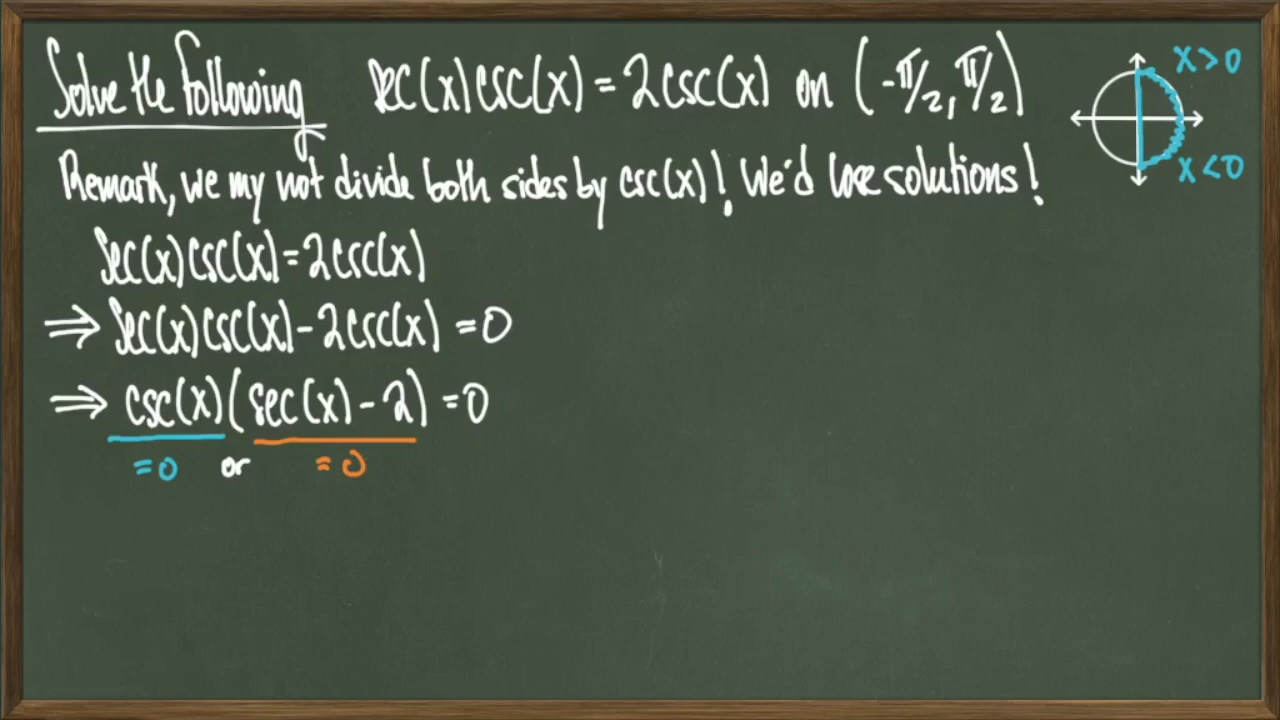 Solve the Following sec(x)csc(x) = 2csc(x) on (-π/2, π/2)
x>0
Remark, we my not divide both sides by csc(x)! We'd lose solutions!
x<0
sec(x)csc(x)=2csc(x)
⇒ sec(x)csc(x)-2csc(x) =0
⇒ csc(x)(sec(x)-2) =0
=0 or =0